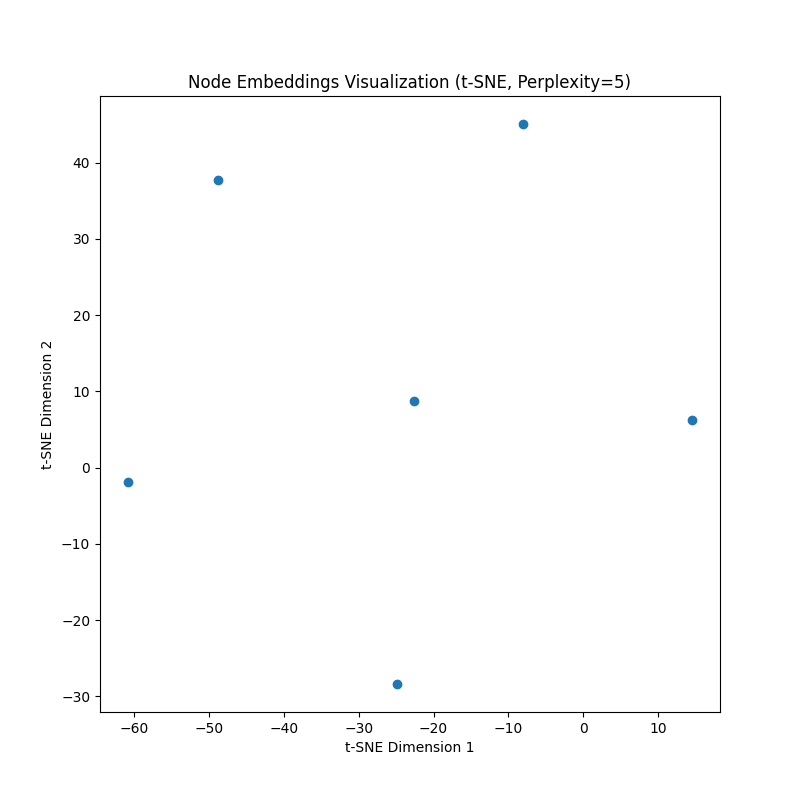 Node Embeddings Visualization (t-SNE, Perplexity=5)
t-SNE Dimension 2
40
30
20
10
0
−10
−20
−30
−60 −50 −40 −30 −20 −10 0 10
t-SNE Dimension 1